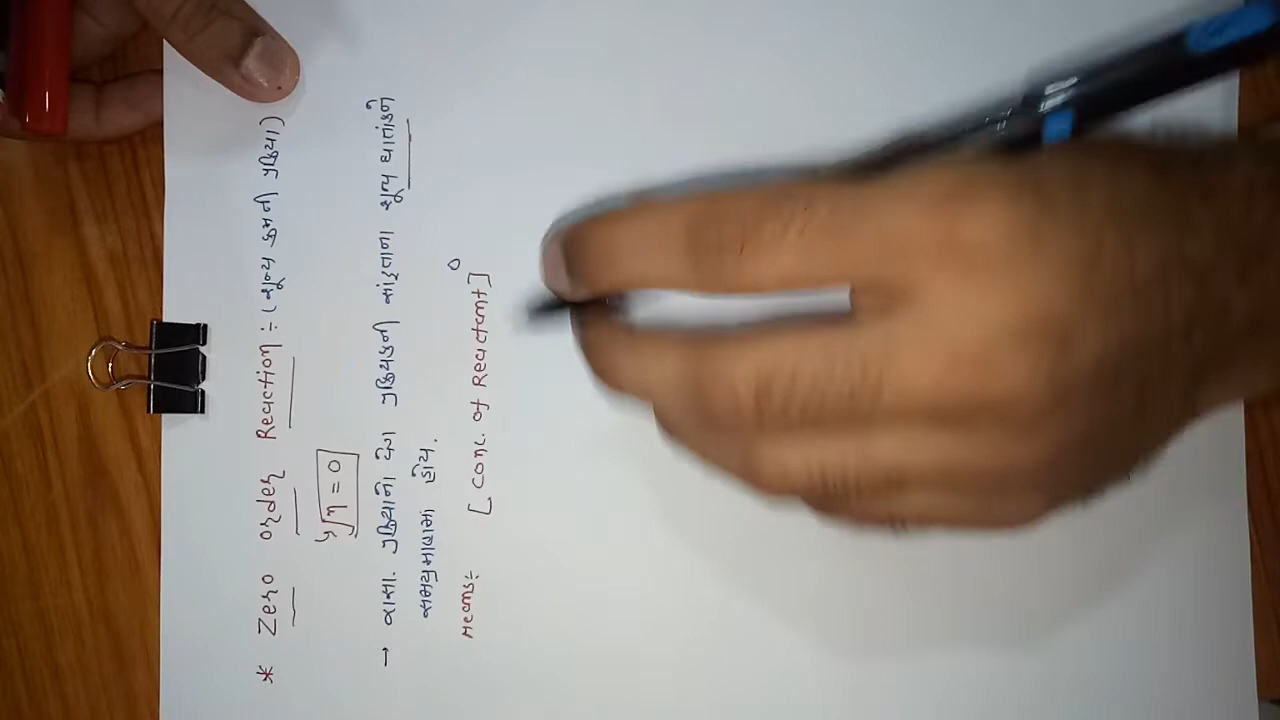 * Zero order Reaction ÷ (શૂન્ય ક્રમની પ્રક્રિયા)
n = 0
→ રાસા. પ્રક્રિયાનો વેગ પ્રક્રિયકની સાંદ્રતાના શૂન્ય ઘાતાંકને
સમપ્રમાણમાં હોય.
Means ÷ [Conc. of Reactant]⁰